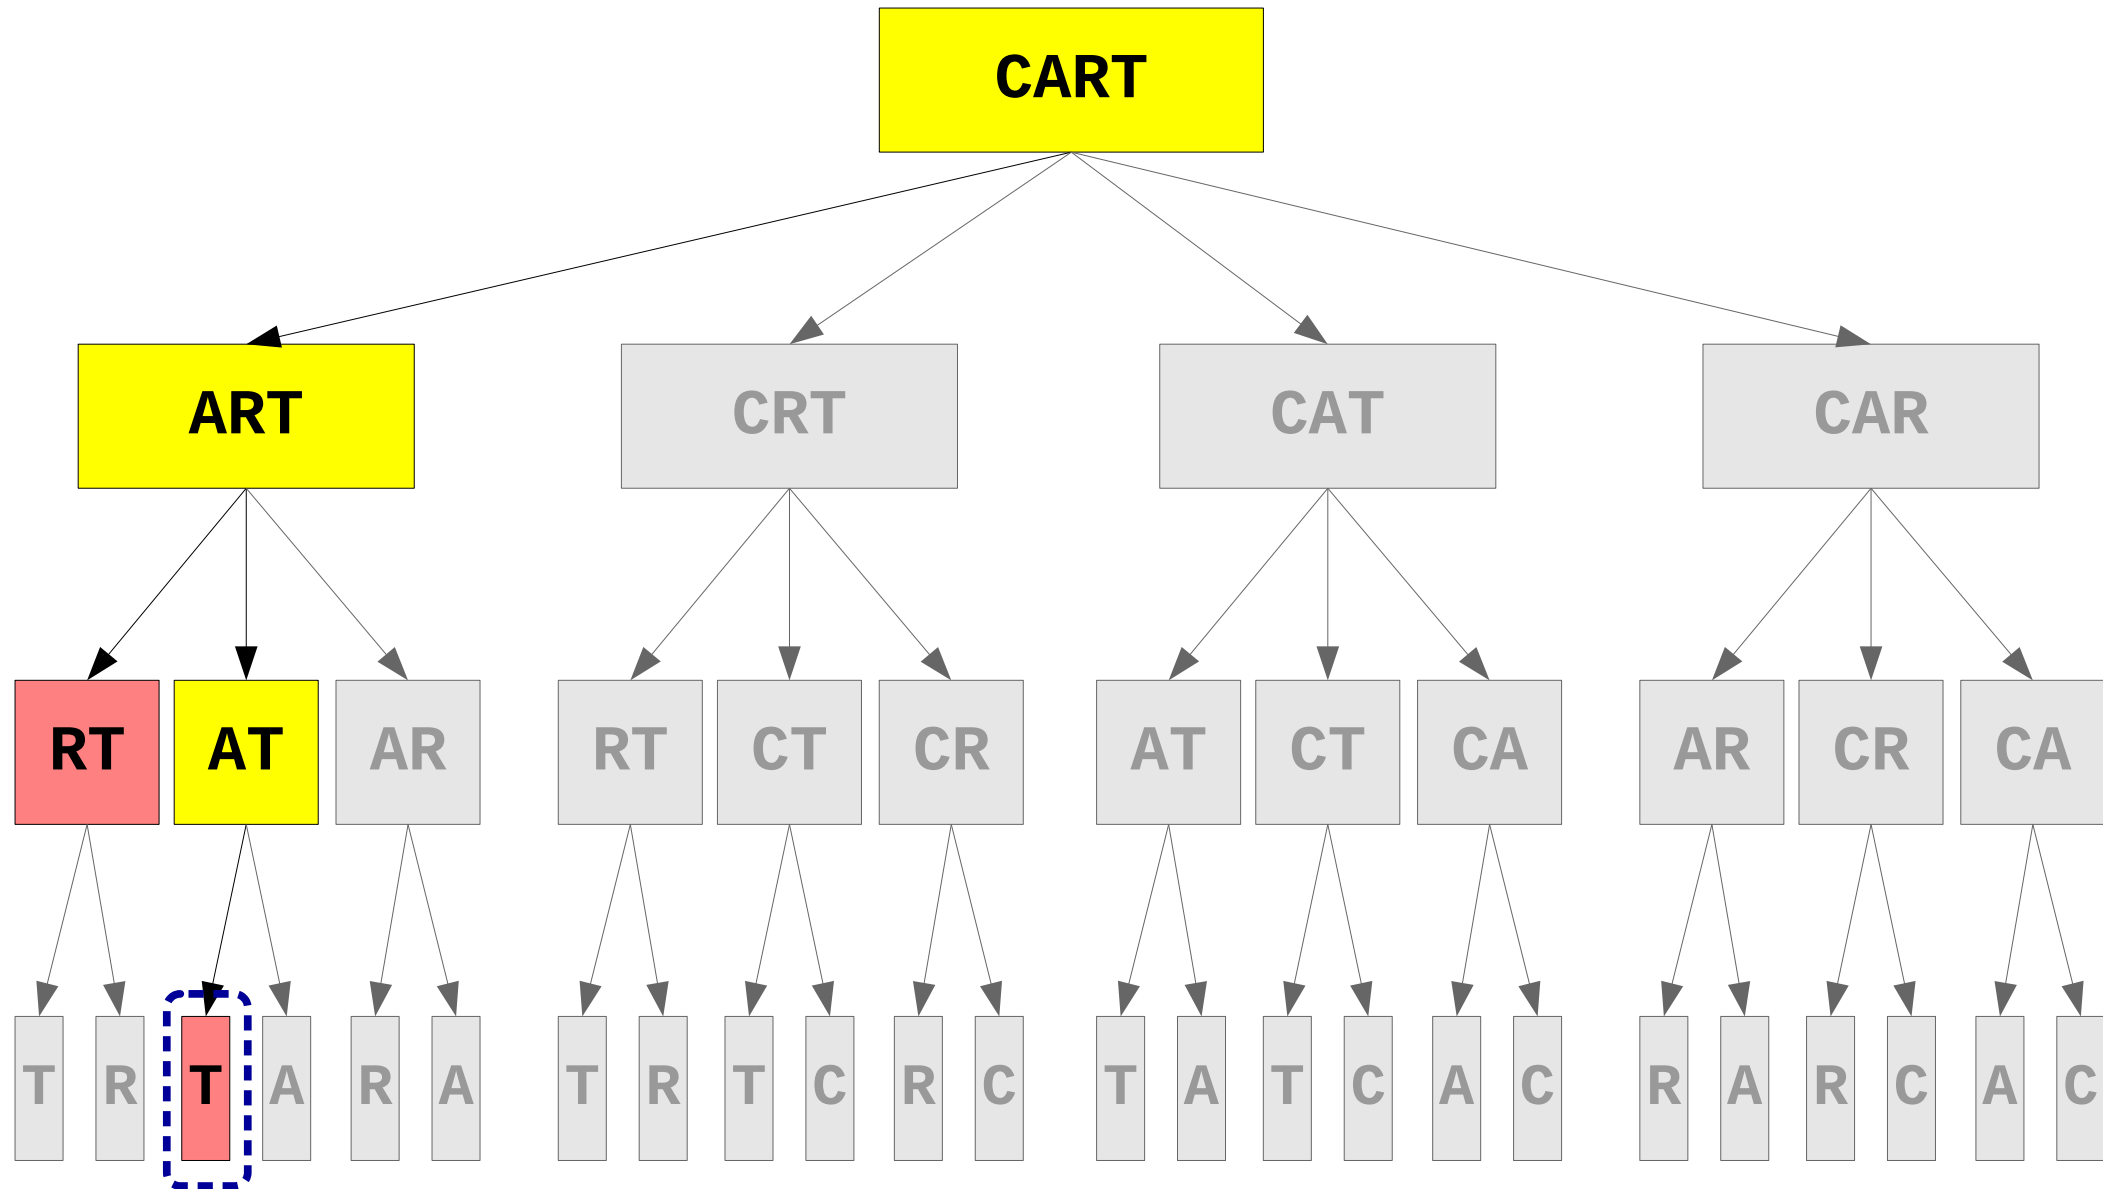 CART
ART CRT CAT CAR
RT AT AR RT CT CR AT CT CA AR CR CA
T R T A R A T R T C R C T A T C A C R A R C A C